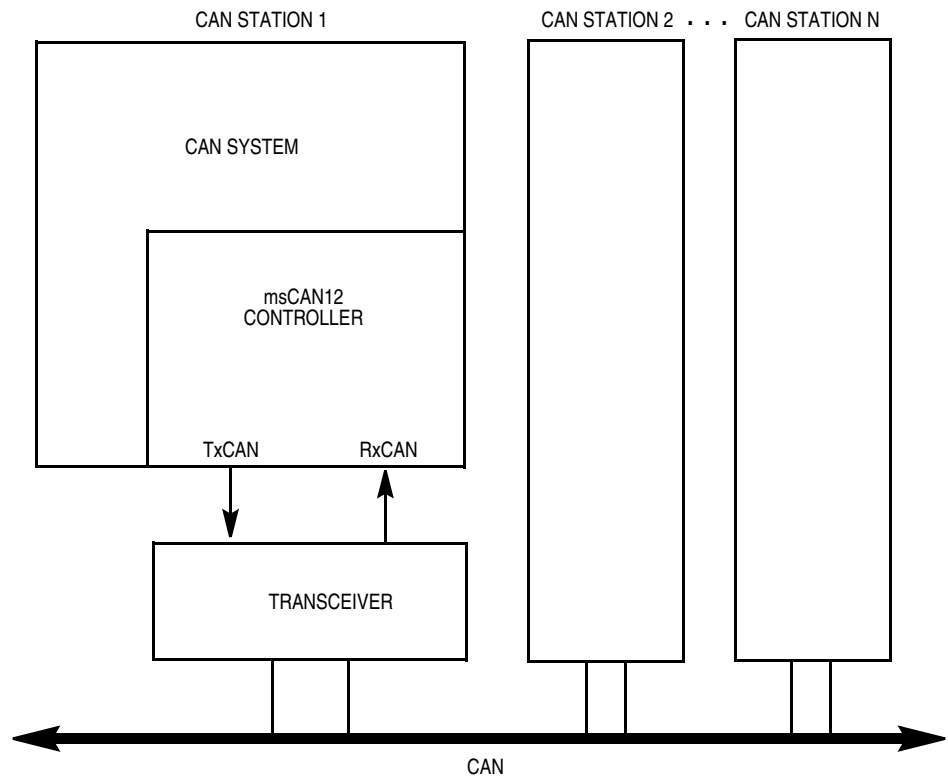 CAN STATION 1
CAN STATION 2 . . . CAN STATION N
CAN SYSTEM
msCAN12
CONTROLLER
TxCAN
RxCAN
TRANSCEIVER
CAN